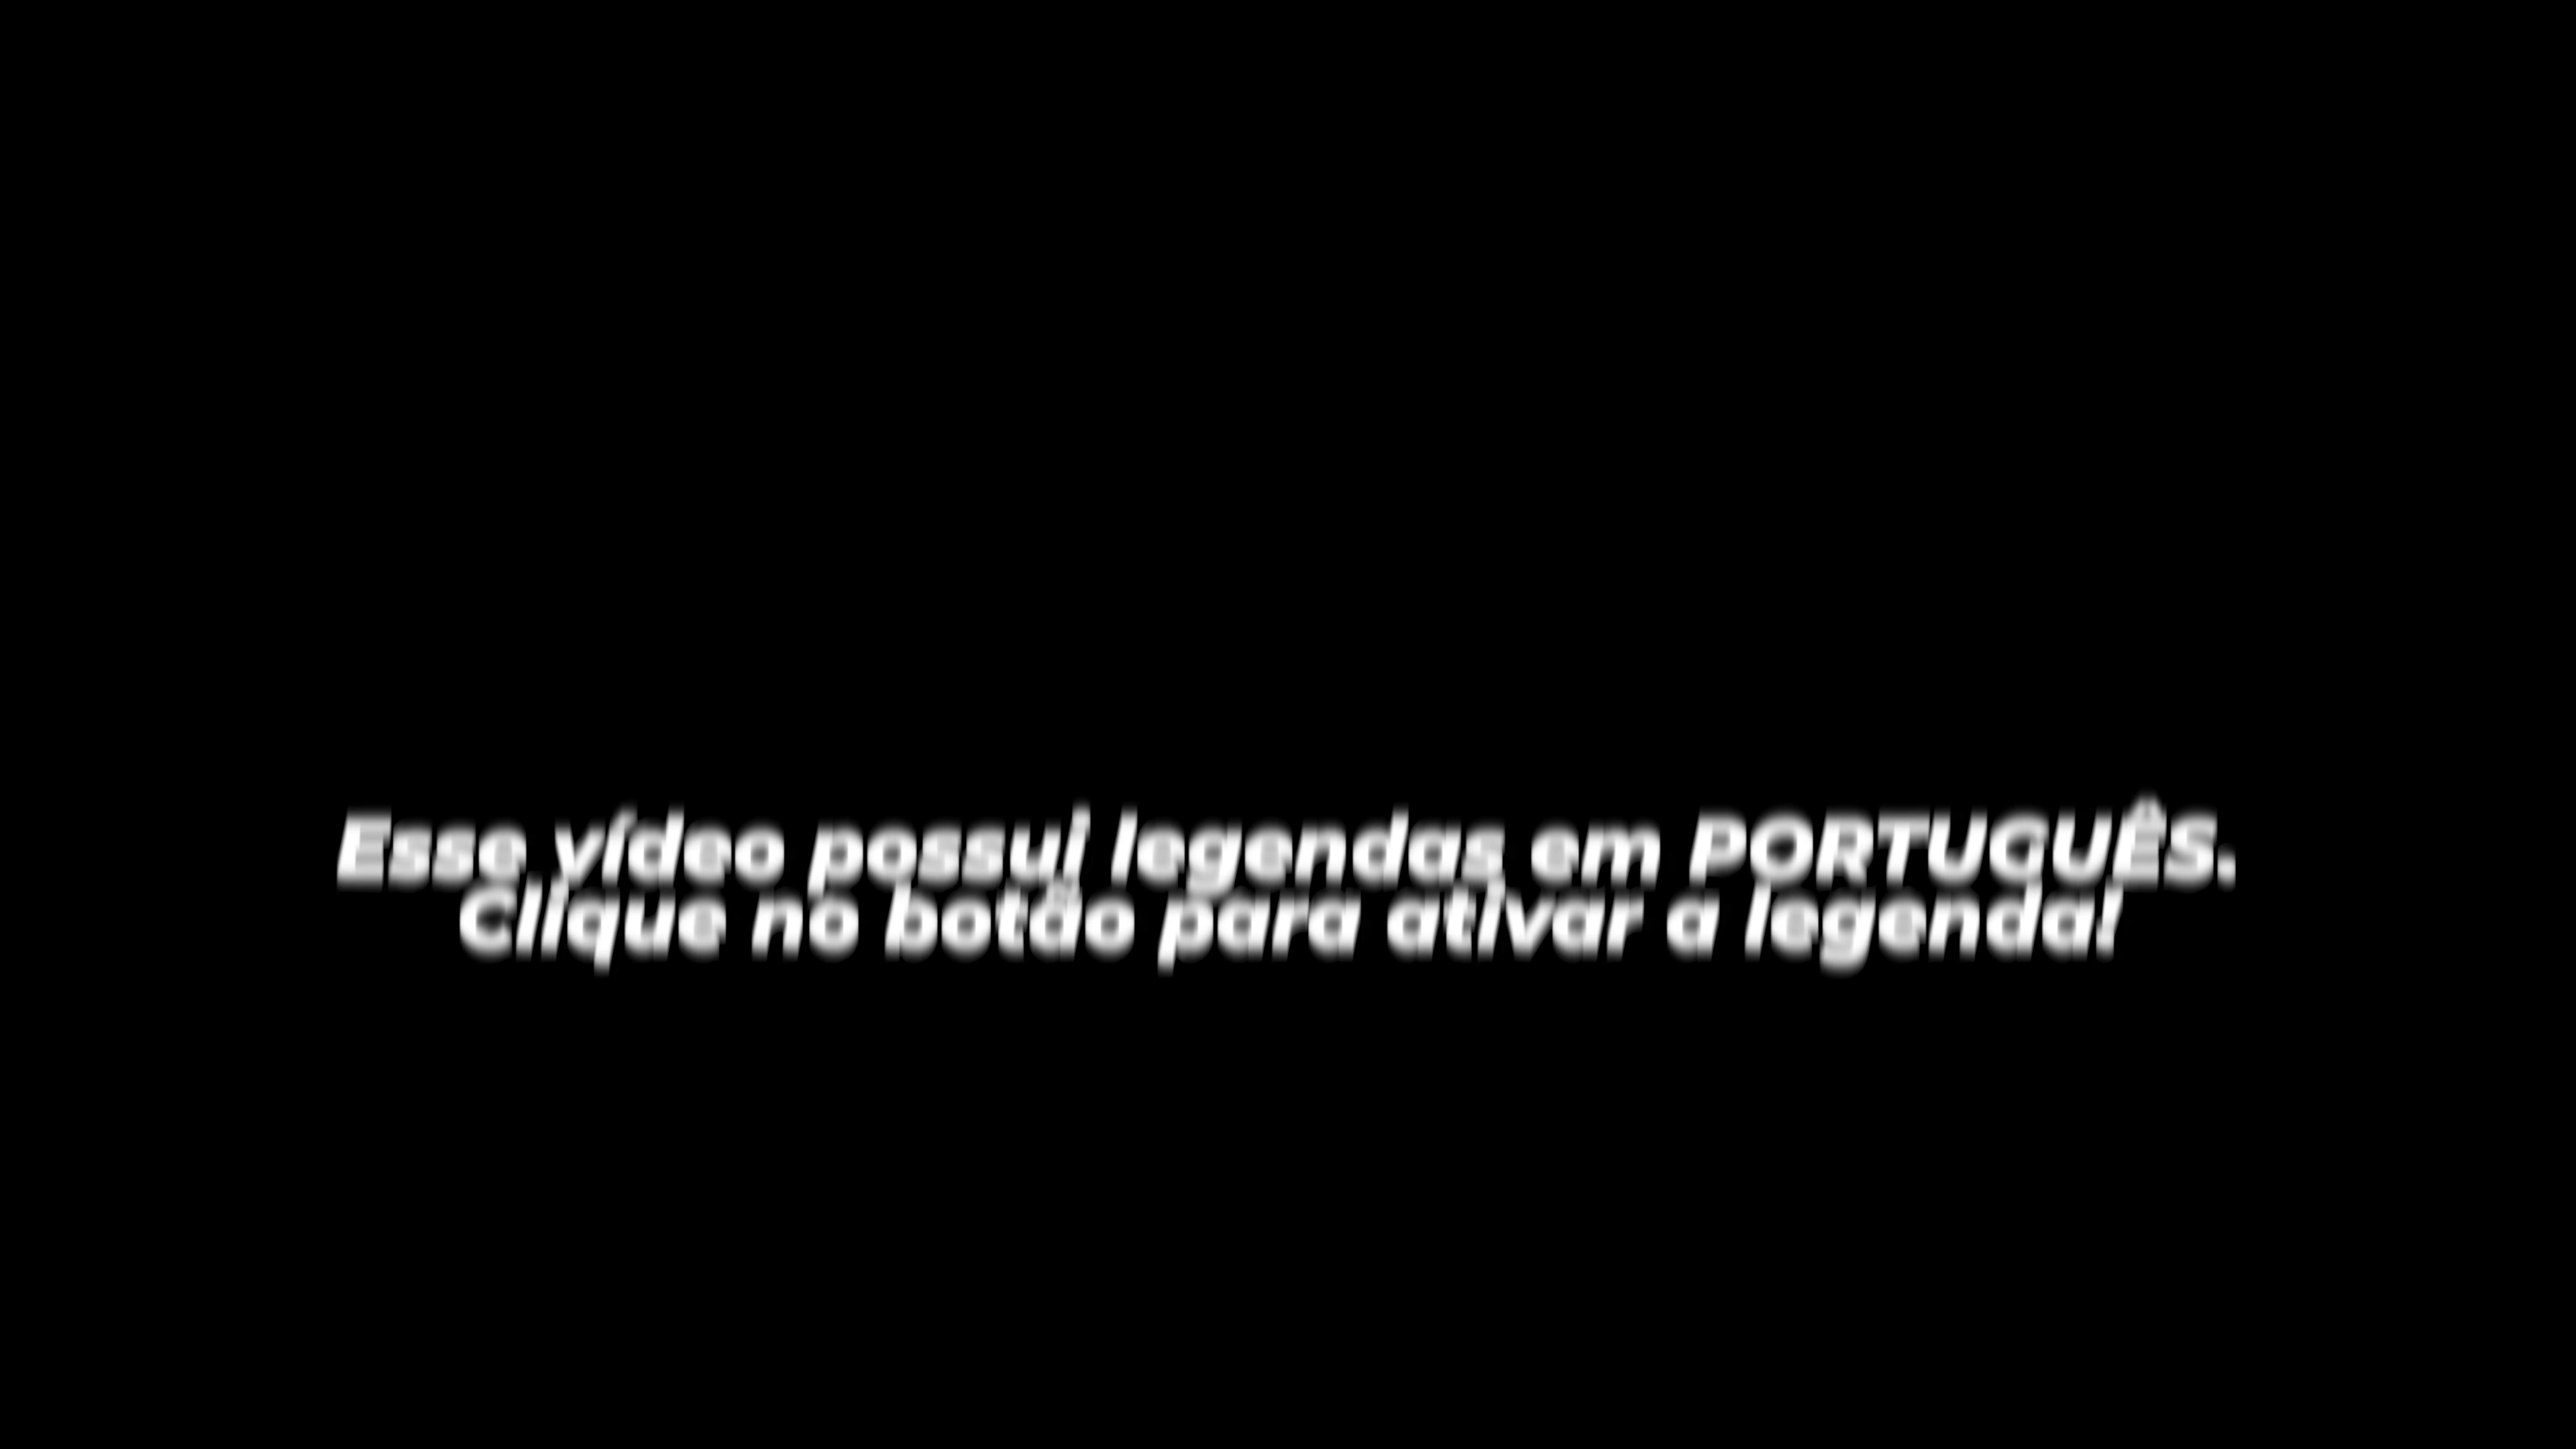 Esse vídeo possui legendas em PORTUGUÊS.
Clique no botão para ativar a legenda!